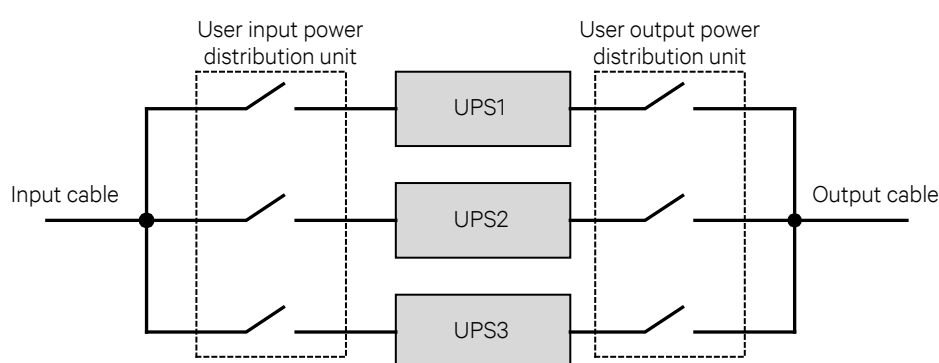 User input power
distribution unit
User output power
distribution unit
UPS1
Input cable
UPS2
Output cable
UPS3